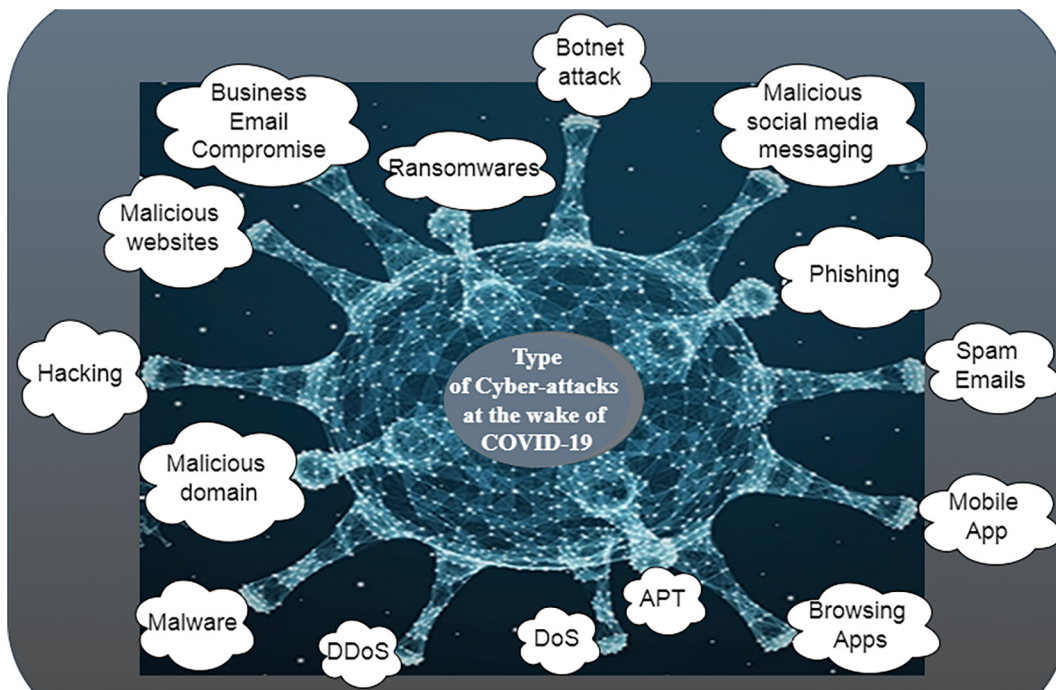 Botnet
attack
Business
Email
Compromise
Malicious
social media
messaging
Ransomwares
Malicious
websites
Phishing
Hacking
Type
of Cyber-attacks
at the wake of
COVID-19
Spam
Emails
Malicious
domain
Mobile
App
Malware
DDoS
DoS
APT
Browsing
Apps